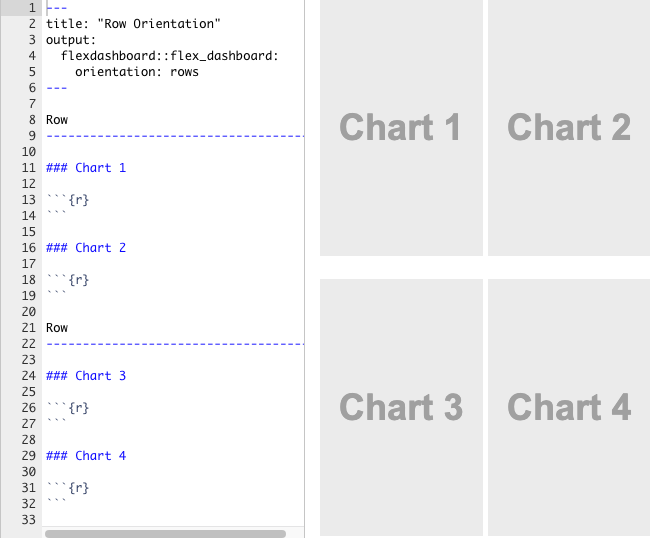 1 ---
2 title: "Row Orientation"
3 output:
4   flexdashboard::flex_dashboard:
5     orientation: rows
6 ---
7
8 Row
9 ------------------------------------
10
11 ### Chart 1
12
13 ```{r}
14 ```
15
16 ### Chart 2
17
18 ```{r}
19 ```
20
21 Row
22 ------------------------------------
23
24 ### Chart 3
25
26 ```{r}
27 ```
28
29 ### Chart 4
30
31 ```{r}
32 ```
33
Chart 1
Chart 2
Chart 3
Chart 4